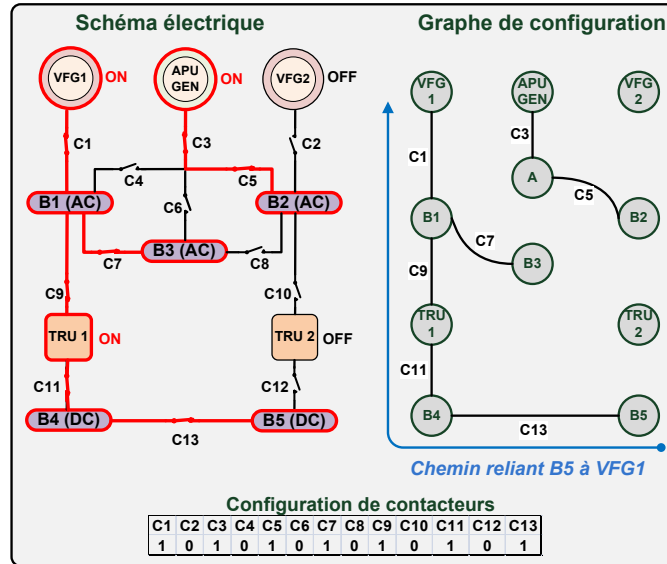 Schéma électrique
Graphe de configuration
VFG1
ON
APU
GEN
ON
VFG2
OFF
VFG
1
APU
GEN
VFG
2
C1
C3
C2
C3
C4
C5
C1
A
C6
C5
B1 (AC)
B2 (AC)
B1
B2
B3 (AC)
C7
C8
C7
B3
C9
C10
C9
TRU 1
ON
TRU 2
OFF
TRU
1
TRU
2
C11
C12
C11
B4 (DC)
B5 (DC)
B4
B5
C13
C13
Chemin reliant B5 à VFG1
Configuration de contacteurs
C1 C2 C3 C4 C5 C6 C7 C8 C9 C10 C11 C12 C13
1 0 1 0 1 0 1 0 1 0 1 0 1